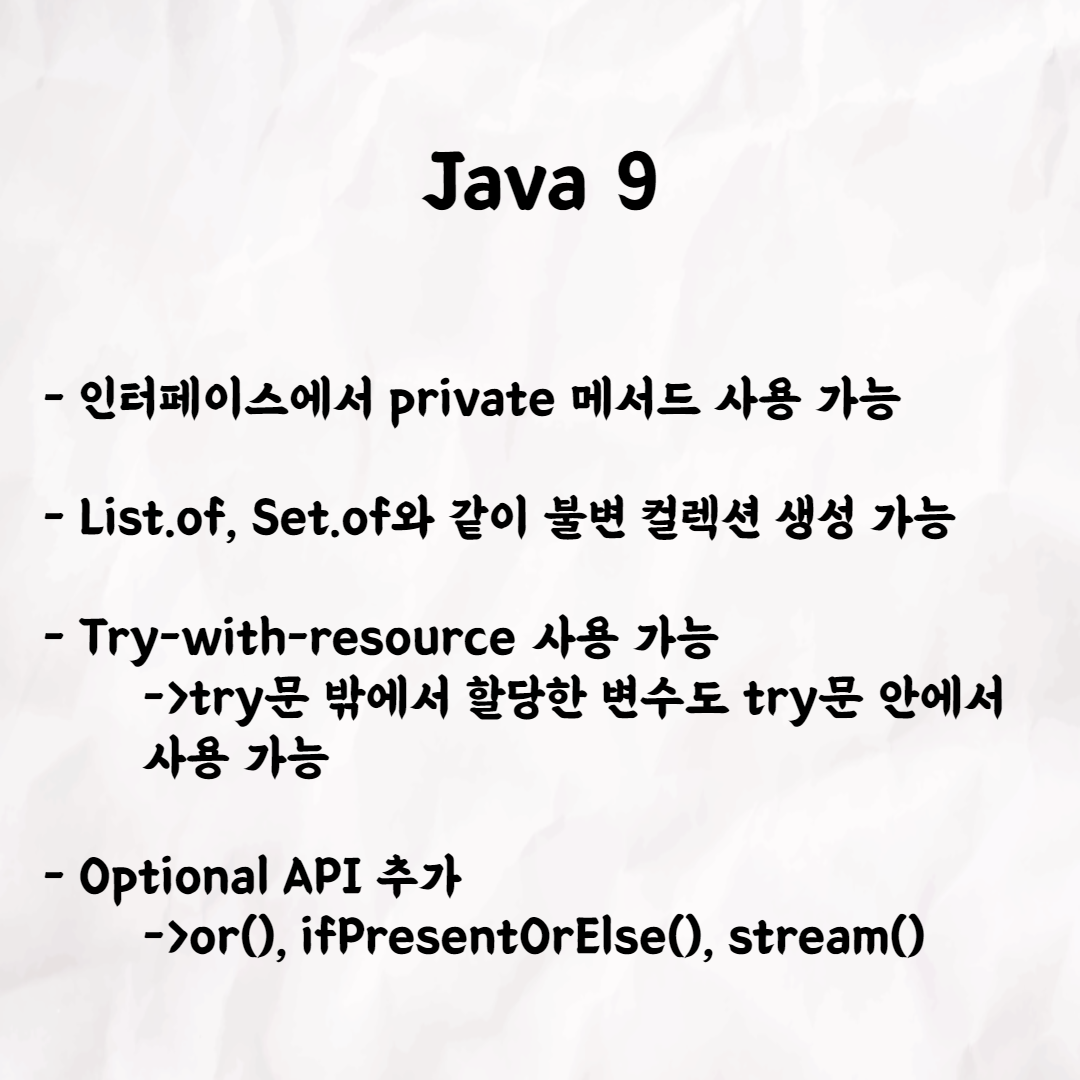 Java 9
- 인터페이스에서 private 메서드 사용 가능
- List.of, Set.of와 같이 불변 컬렉션 생성 가능
- Try-with-resource 사용 가능
->try문 밖에서 할당한 변수도 try문 안에서
사용 가능
- Optional API 추가
->or(), ifPresentOrElse(), stream()